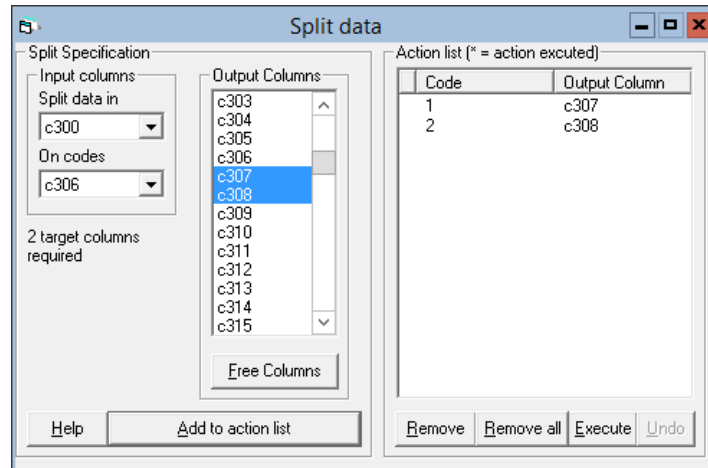 Split data
Split Specification
Input columns
Split data in
c300
On codes
c306
2 target columns
required
Output Columns
c303
c304
c305
c306
c307
c308
c309
c310
c311
c312
c313
c314
c315
Free Columns
Help
Add to action list
Action list (* = action excuted)
Code Output Column
1 c307
2 c308
Remove Remove all Execute Undo